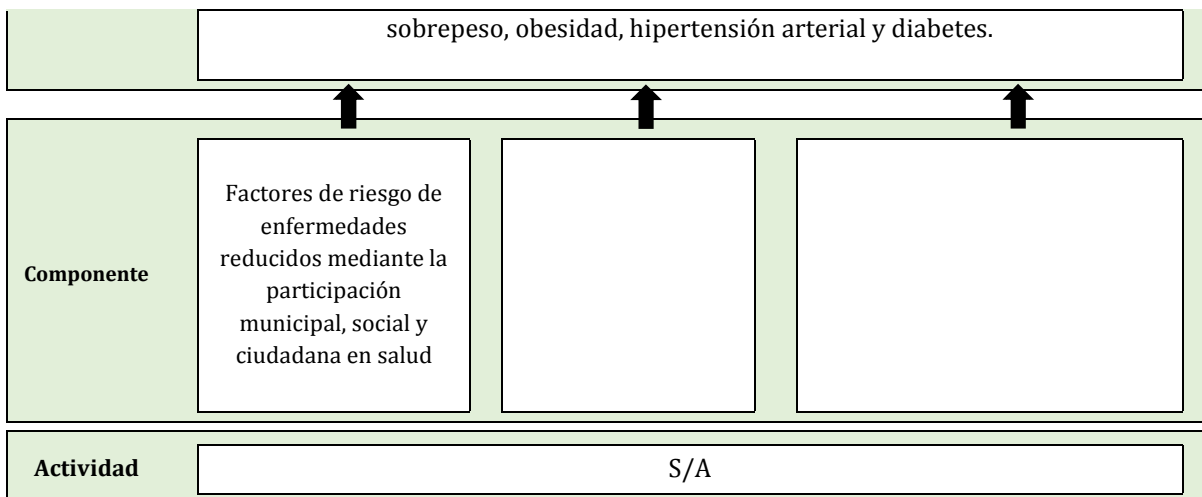 sobrepeso, obesidad, hipertensión arterial y diabetes.
Componente
Factores de riesgo de
enfermedades
reducidos mediante la
participación
municipal, social y
ciudadana en salud
Actividad
S/A